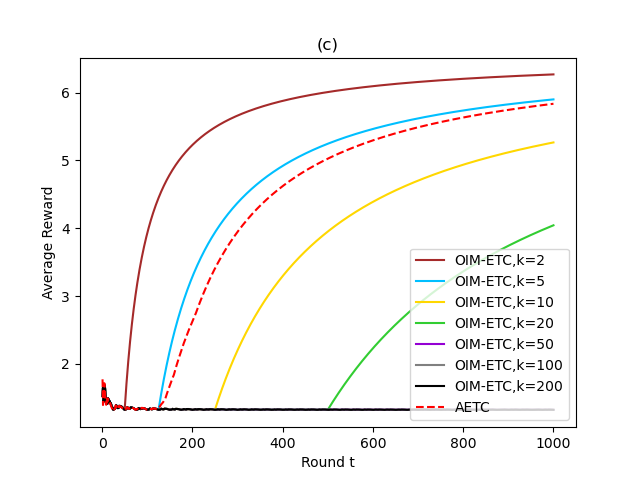 (c)
Average Reward
6
5
4
3
2
0
200
400
600
800
1000
Round t
OIM-ETC,k=2
OIM-ETC,k=5
OIM-ETC,k=10
OIM-ETC,k=20
OIM-ETC,k=50
OIM-ETC,k=100
OIM-ETC,k=200
AETC